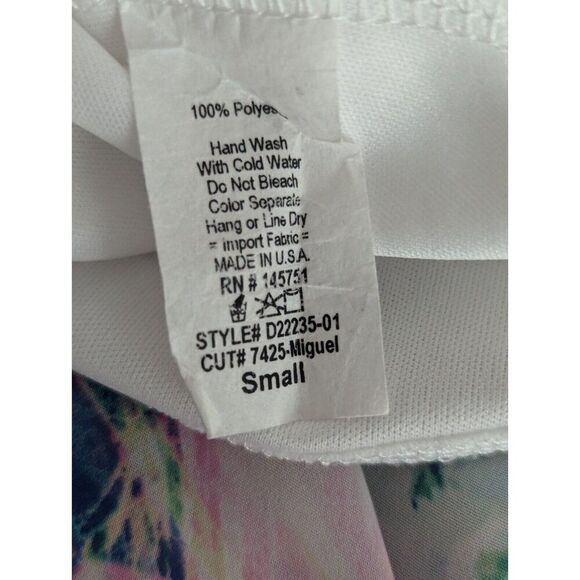 100% Polyes
Hand Wash
With Cold Water
Do Not Bleach
Color Separate
Hang or Line Dry
= import Fabric =
MADE IN U.S.A.
RN # 145751
STYLE# D22235-01
CUT# 7425-Miguel
Small